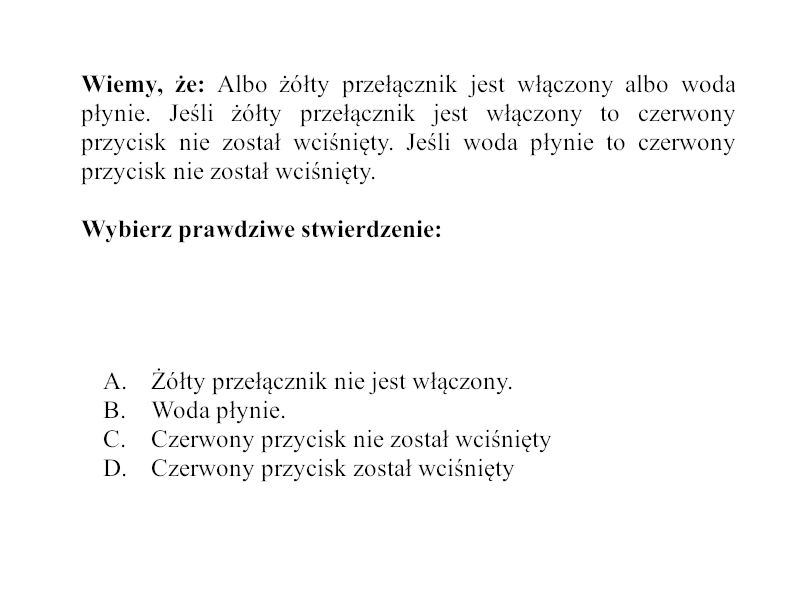 Wiemy, że: Albo żółty przełącznik jest włączony albo woda
płynie. Jeśli żółty przełącznik jest włączony to czerwony
przycisk nie został wciśnięty. Jeśli woda płynie to czerwony
przycisk nie został wciśnięty.
Wybierz prawdziwe stwierdzenie:
A. Żółty przełącznik nie jest włączony.
B. Woda płynie.
C. Czerwony przycisk nie został wciśnięty
D. Czerwony przycisk został wciśnięty